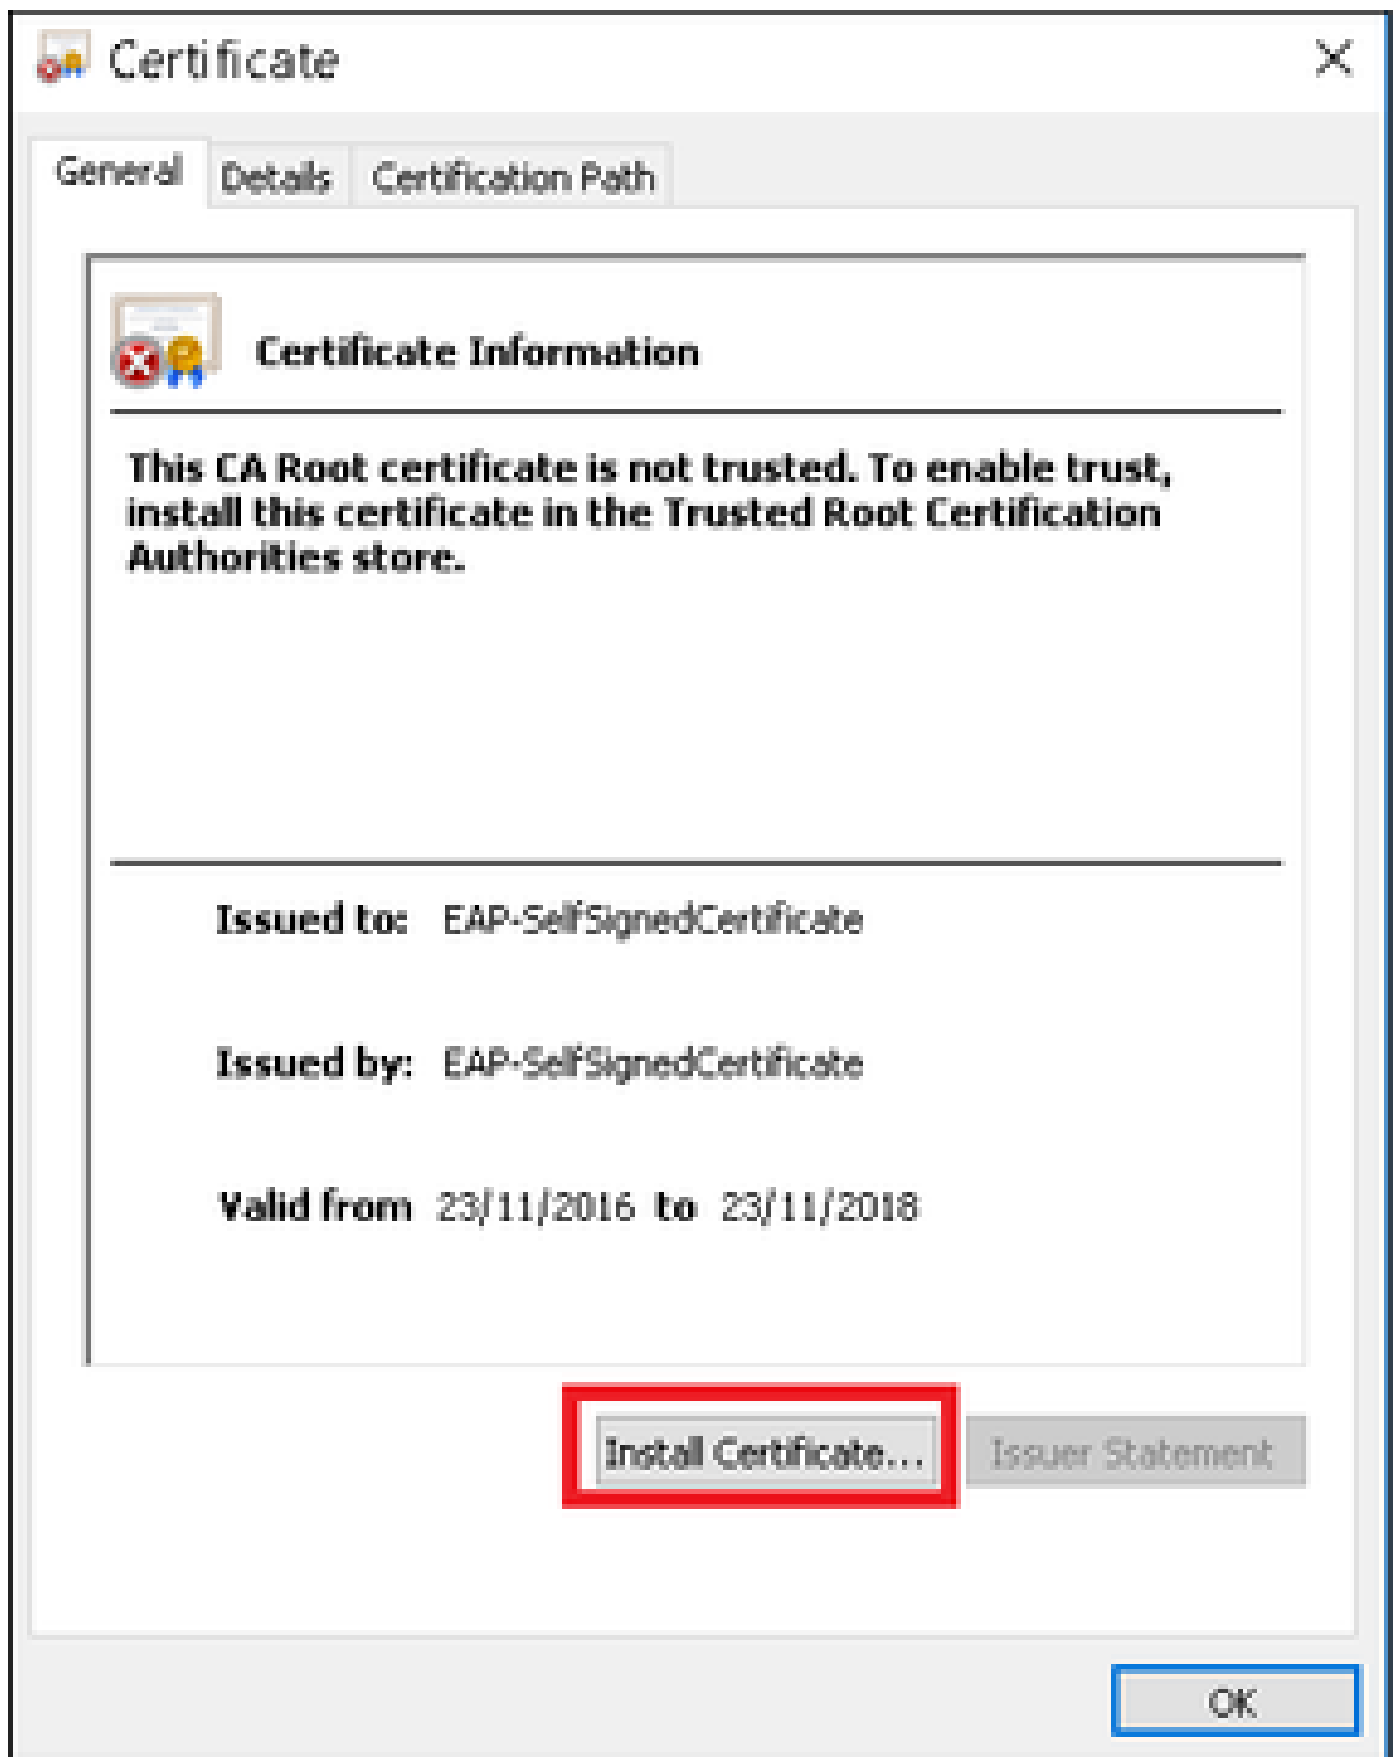 Certificate
General Details Certification Path
Certificate Information
This CA Root certificate is not trusted. To enable trust,
install this certificate in the Trusted Root Certification
Authorities store.
Issued to: EAP-SelfSignedCertificate
Issued by: EAP-SelfSignedCertificate
Valid from 23/11/2016 to 23/11/2018
Install Certificate... Issuer Statement
OK